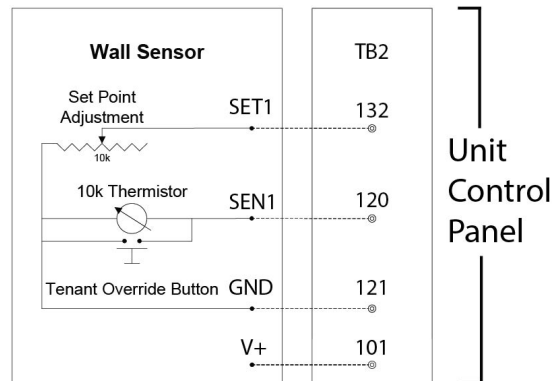 Wall Sensor
TB2
Set Point
Adjustment
SET1
132
10k
10k Thermistor
SEN1
120
Tenant Override Button
GND
121
V+
101
Unit
Control
Panel